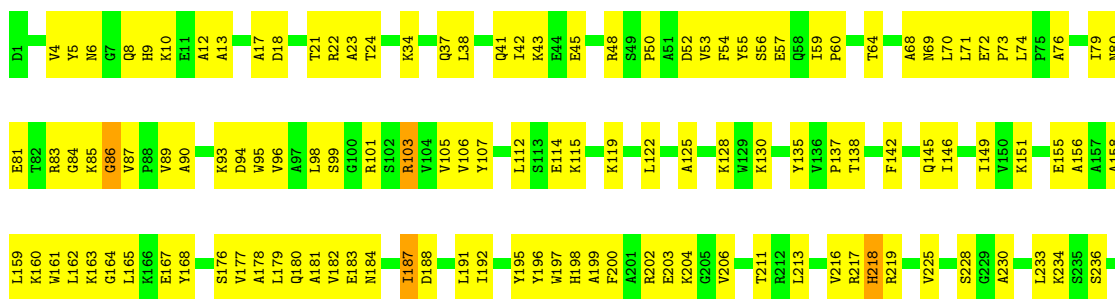 D1 V4 Y5 N6 G7 Q8 H9 K10 E11 A12 A13 A17 D18 T21 R22 A23 T24 K34 Q37 L38 Q41 I42 K43 E44 E45 R48 S49 P50 A51 D52 V53 F54 Y55 S56 E57 Q58 I59 P60 T64 A68 N69 L70 L71 E72 P73 L74 P75 A76 I79 N80
E81 T82 R83 G84 K85 G86 V87 P88 V89 A90 K93 D94 W95 V96 A97 L98 S99 G100 R101 S102 R103 V104 V105 V106 Y107 L112 S113 E114 K115 K119 L122 A125 K128 W129 K130 Y135 V136 P137 T138 F142 Q145 I146 I149 V150 K151 E155 A156 A157 A158
L159 K160 W161 L162 K163 G164 L165 K166 E167 Y168 S176 V177 A178 L179 Q180 A181 V182 E183 N184 I187 D188 L191 I192 Y195 Y196 W197 H198 A199 F200 A201 R202 E203 K204 G205 V206 T211 R212 L213 V216 R217 H218 R219 V225 S228 G229 A230 L233 K234 S235 S236